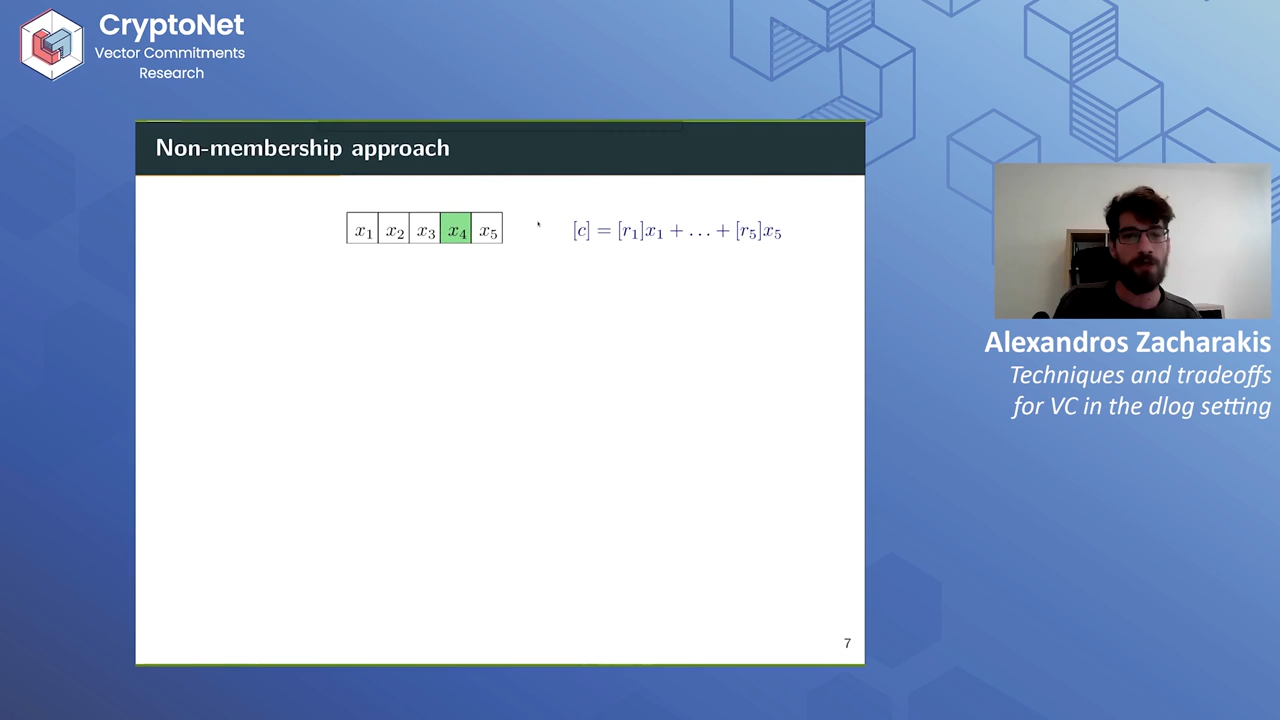 CryptoNet
Vector Commitments
Research
Non-membership approach
x₁ x₂ x₃ x₄ x₅
[c] = [r₁]x₁ + … + [r₅]x₅
7
Alexandros Zacharakis
Techniques and tradeoffs
for VC in the dlog setting